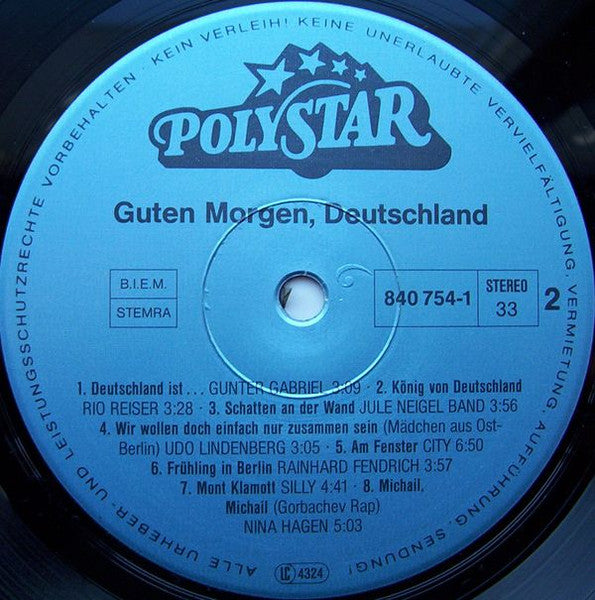 ALLE URHEBER- UND LEISTUNGSSCHUTZRECHTE VORBEHALTEN · KEIN VERLEIH! KEINE UNERLAUBTE VERVIELFÄLTIGUNG, VERMIETUNG, AUFFÜHRUNG, SENDUNG!
POLYSTAR
Guten Morgen, Deutschland
B.I.E.M.
STEMRA
840 754-1
STEREO
33
2
1. Deutschland ist ... GUNTER GABRIEL 3:09 · 2. König von Deutschland
RIO REISER 3:28 · 3. Schatten an der Wand JULE NEIGEL BAND 3:56
4. Wir wollen doch einfach nur zusammen sein (Mädchen aus Ost-
Berlin) UDO LINDENBERG 3:05 · 5. Am Fenster CITY 6:50
6. Frühling in Berlin RAINHARD FENDRICH 3:57
7. Mont Klamott SILLY 4:41 · 8. Michail,
Michail (Gorbachev Rap)
NINA HAGEN 5:03
LC 4324